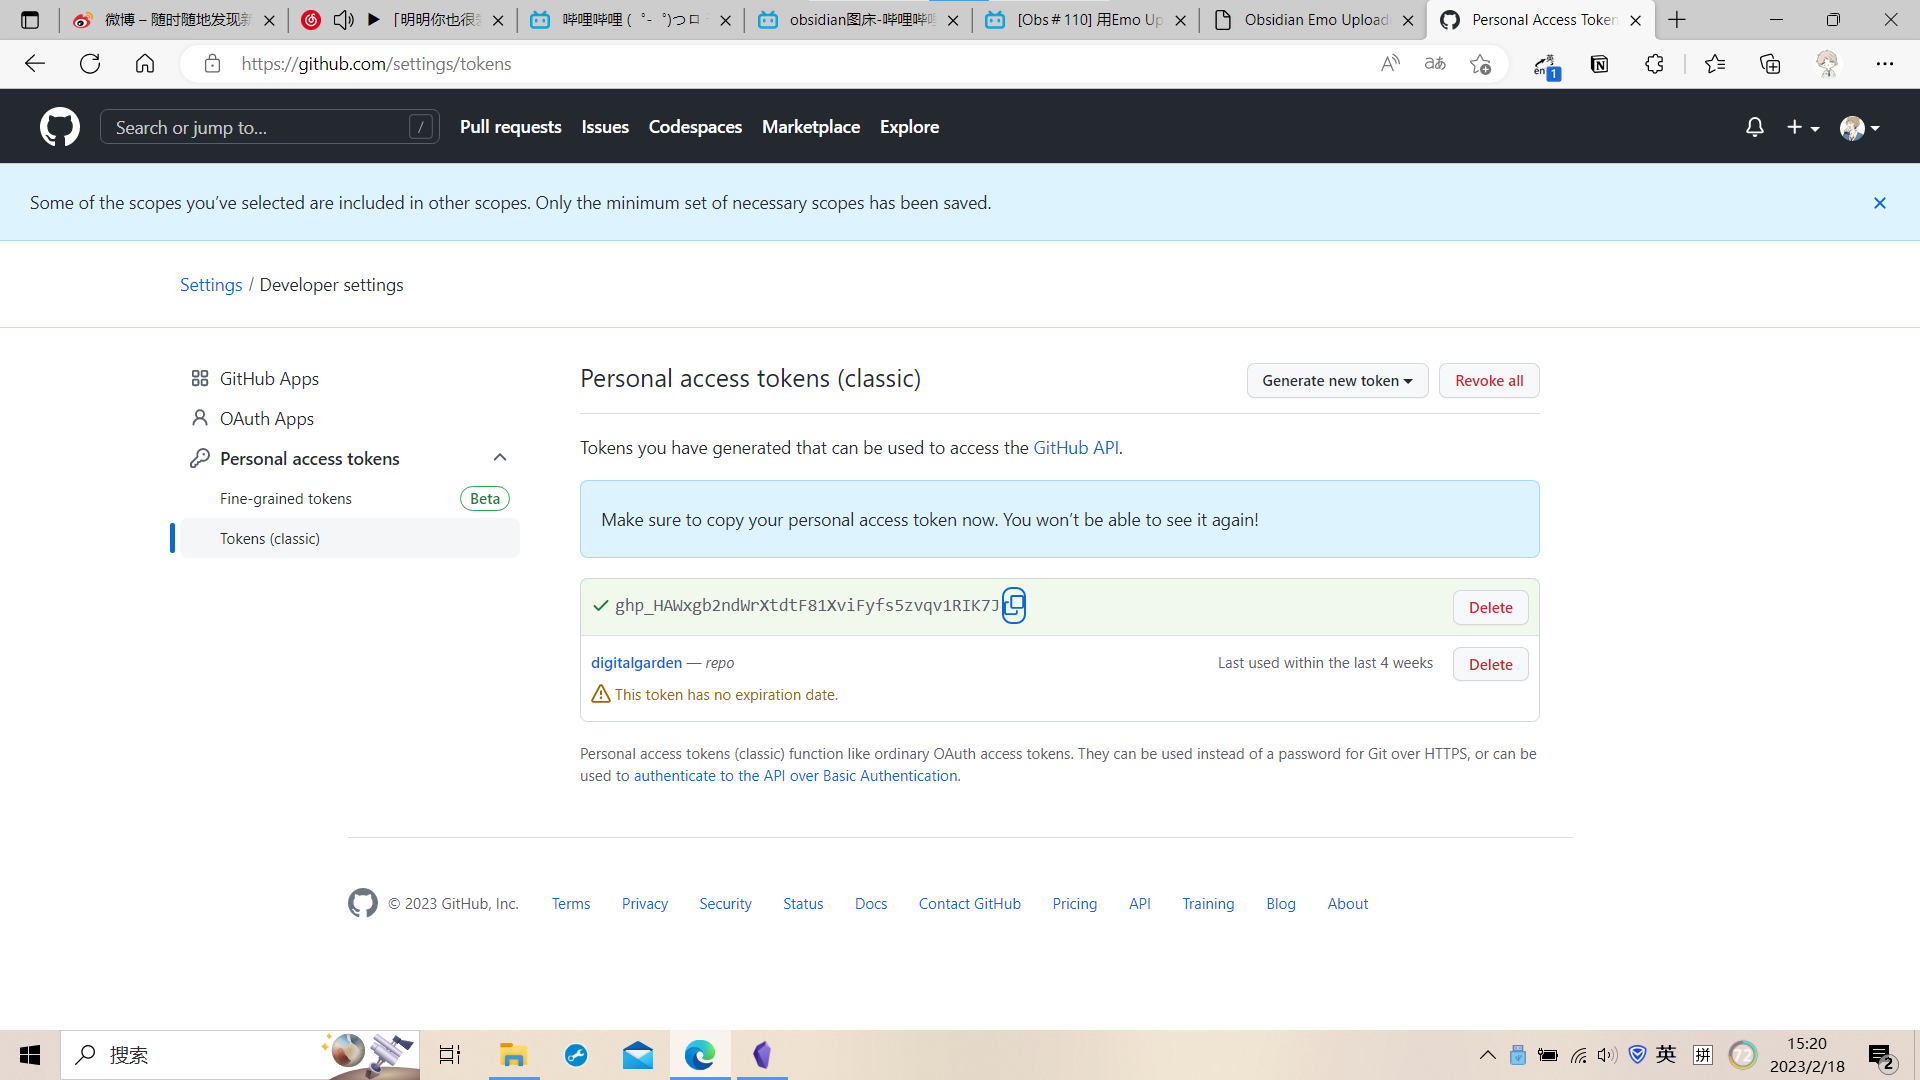 微博 – 随时随地发现新
「明明你也很爱
哔哩哔哩 (゜-゜)つロ
obsidian图床-哔哩哔哩
[Obs # 110] 用Emo Up
Obsidian Emo Uploade
Personal Access Token
https://github.com/settings/tokens
Search or jump to...
/
Pull requests
Issues
Codespaces
Marketplace
Explore
Some of the scopes you’ve selected are included in other scopes. Only the minimum set of necessary scopes has been saved.
Settings / Developer settings
GitHub Apps
OAuth Apps
Personal access tokens
Fine-grained tokens
Beta
Tokens (classic)
Personal access tokens (classic)
Generate new token
Revoke all
Tokens you have generated that can be used to access the GitHub API.
Make sure to copy your personal access token now. You won’t be able to see it again!
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
Delete
digitalgarden — repo
Last used within the last 4 weeks
Delete
This token has no expiration date.
Personal access tokens (classic) function like ordinary OAuth access tokens. They can be used instead of a password for Git over HTTPS, or can be
used to authenticate to the API over Basic Authentication.
© 2023 GitHub, Inc.
Terms
Privacy
Security
Status
Docs
Contact GitHub
Pricing
API
Training
Blog
About
搜索
英
拼
72
15:20
2023/2/18
2